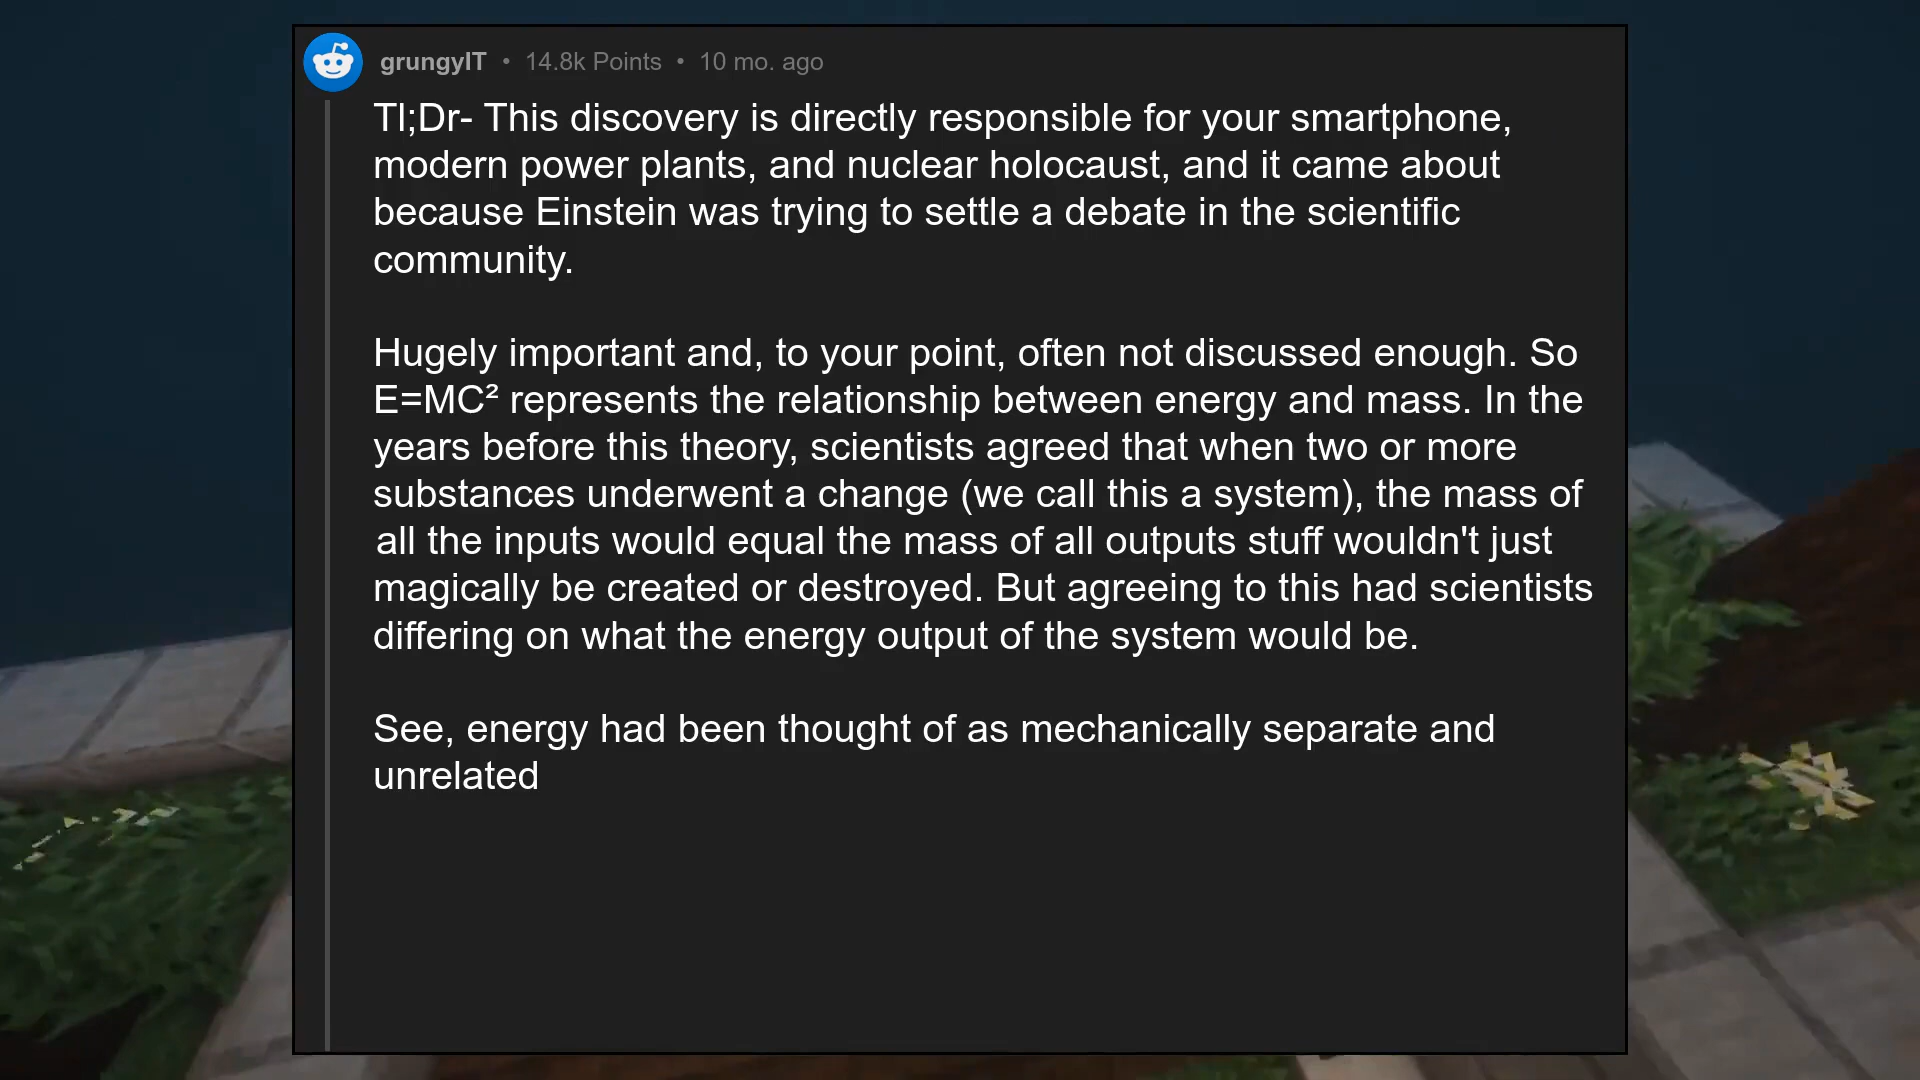 grungyIT • 14.8k Points • 10 mo. ago
Tl;Dr- This discovery is directly responsible for your smartphone,
modern power plants, and nuclear holocaust, and it came about
because Einstein was trying to settle a debate in the scientific
community.
Hugely important and, to your point, often not discussed enough. So
E=MC² represents the relationship between energy and mass. In the
years before this theory, scientists agreed that when two or more
substances underwent a change (we call this a system), the mass of
all the inputs would equal the mass of all outputs stuff wouldn't just
magically be created or destroyed. But agreeing to this had scientists
differing on what the energy output of the system would be.
See, energy had been thought of as mechanically separate and
unrelated